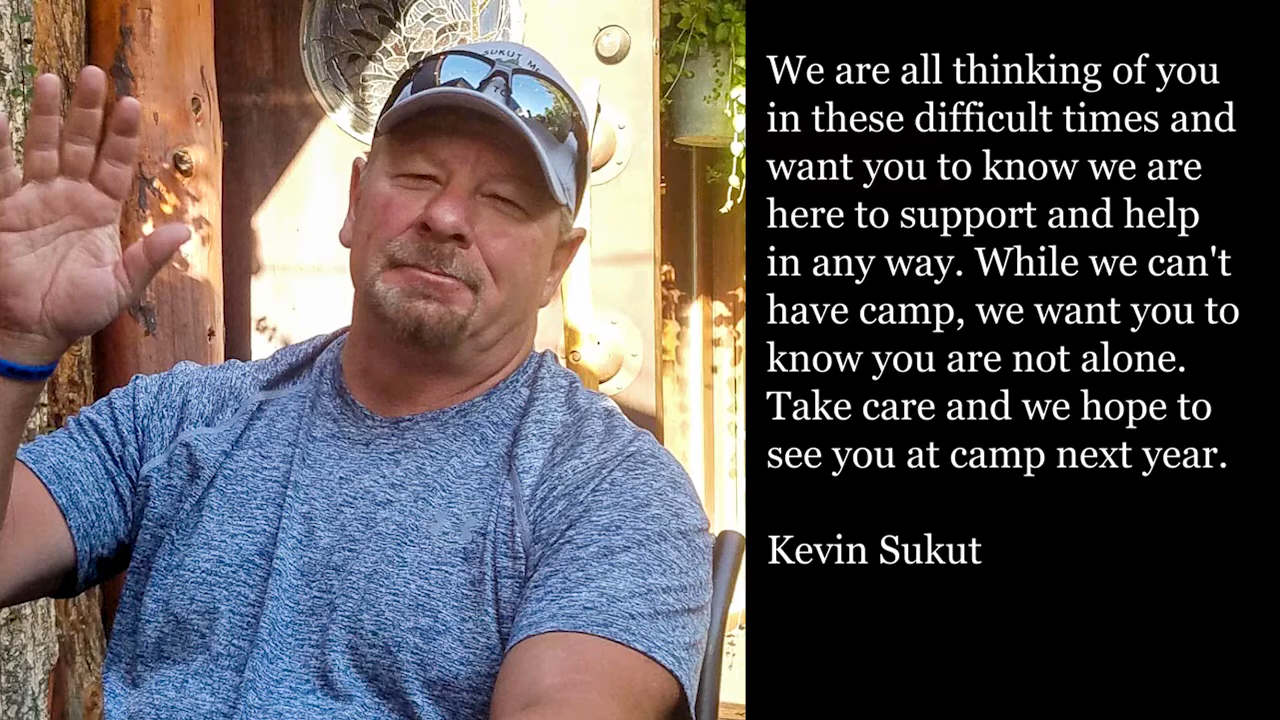 SUKUT
We are all thinking of you
in these difficult times and
want you to know we are
here to support and help
in any way. While we can't
have camp, we want you to
know you are not alone.
Take care and we hope to
see you at camp next year.
Kevin Sukut